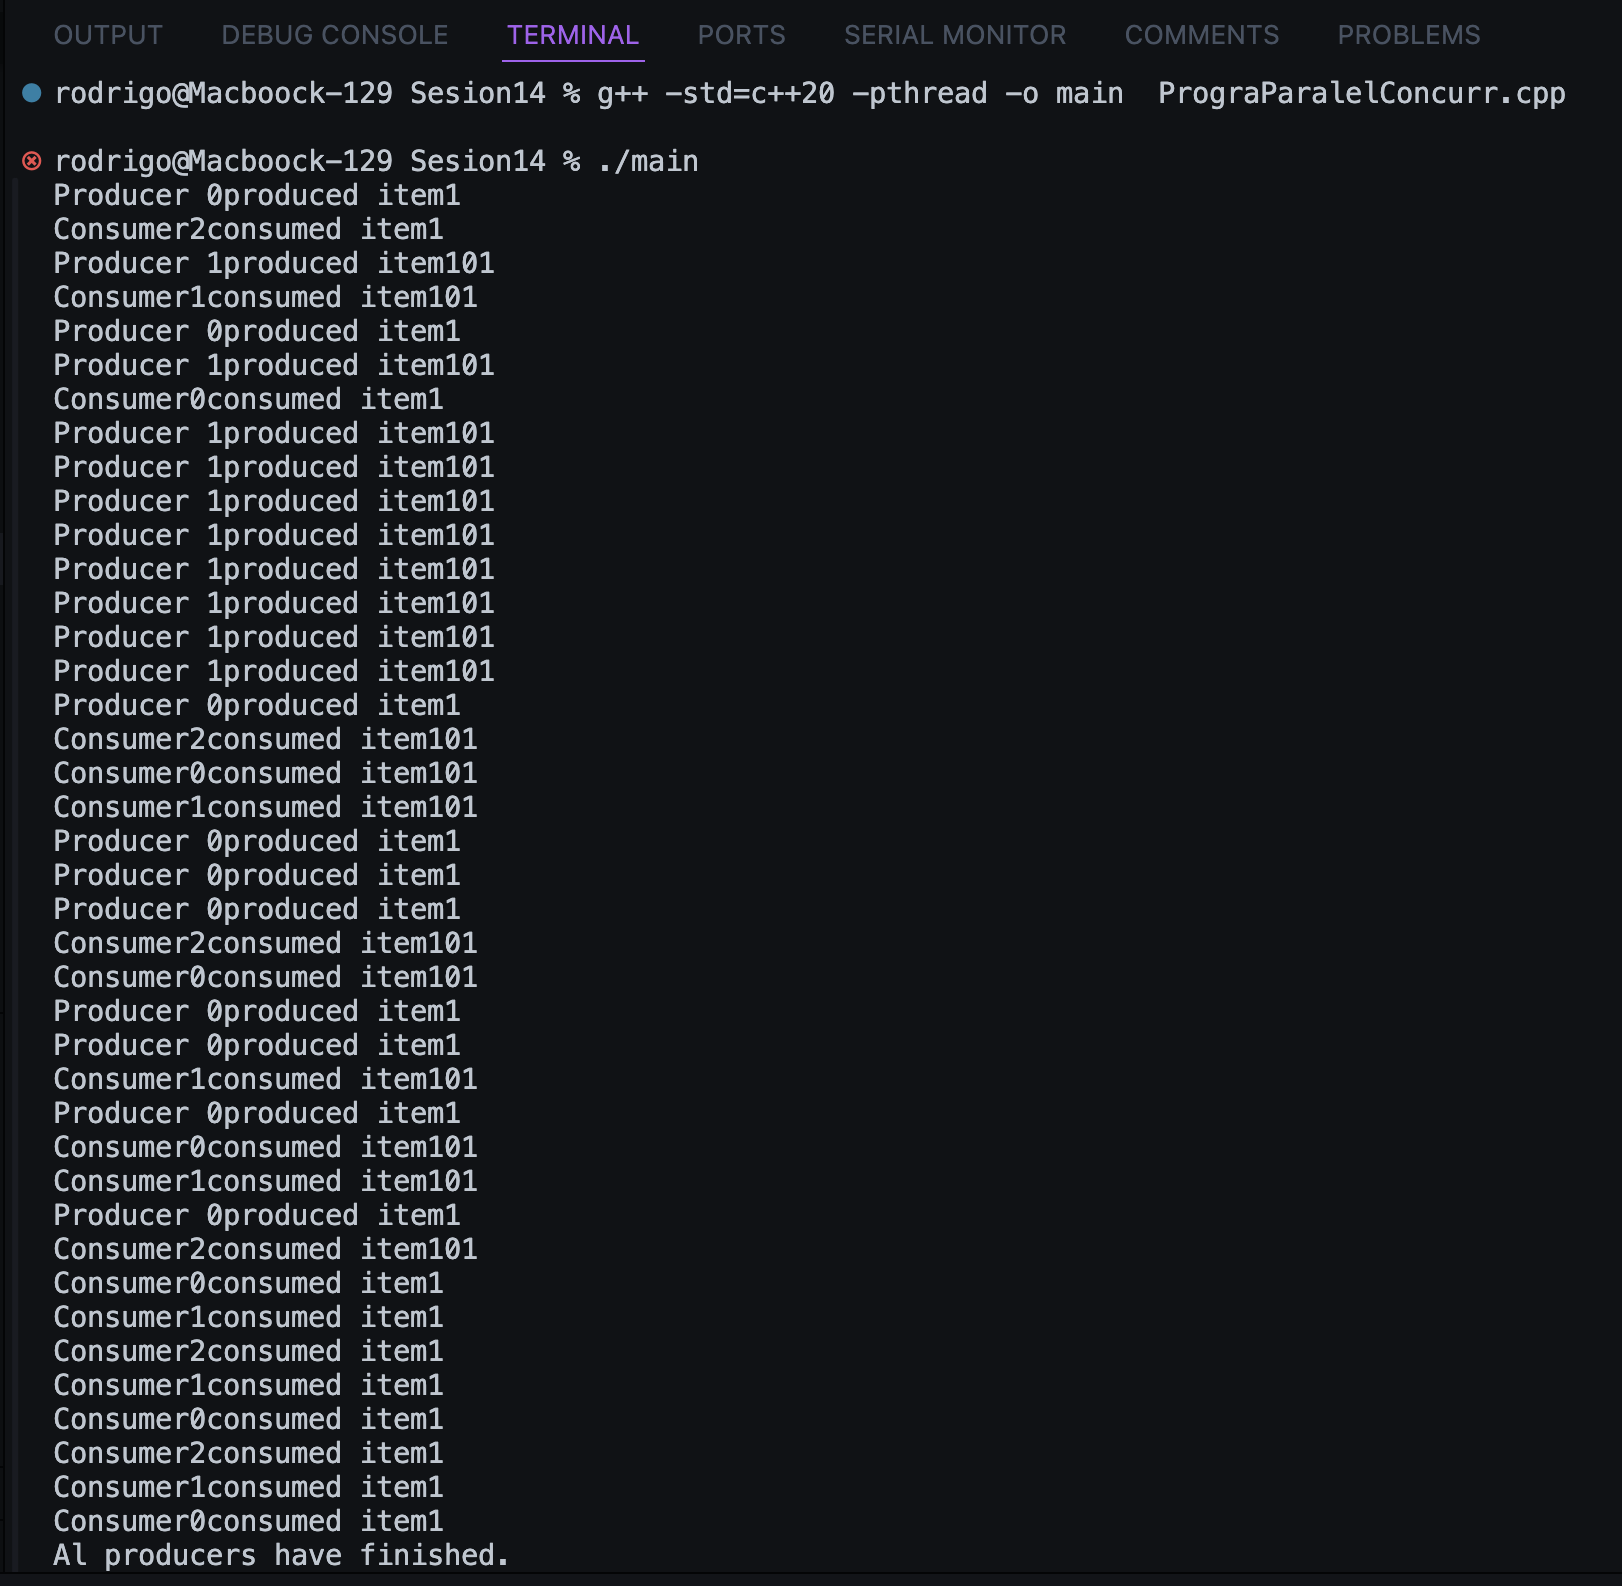 OUTPUT DEBUG CONSOLE TERMINAL PORTS SERIAL MONITOR COMMENTS PROBLEMS
rodrigo@Macboock-129 Sesion14 % g++ -std=c++20 -pthread -o main  PrograParalelConcurr.cpp
rodrigo@Macboock-129 Sesion14 % ./main
Producer 0produced item1
Consumer2consumed item1
Producer 1produced item101
Consumer1consumed item101
Producer 0produced item1
Producer 1produced item101
Consumer0consumed item1
Producer 1produced item101
Producer 1produced item101
Producer 1produced item101
Producer 1produced item101
Producer 1produced item101
Producer 1produced item101
Producer 1produced item101
Producer 1produced item101
Producer 0produced item1
Consumer2consumed item101
Consumer0consumed item101
Consumer1consumed item101
Producer 0produced item1
Producer 0produced item1
Producer 0produced item1
Consumer2consumed item101
Consumer0consumed item101
Producer 0produced item1
Producer 0produced item1
Consumer1consumed item101
Producer 0produced item1
Consumer0consumed item101
Consumer1consumed item101
Producer 0produced item1
Consumer2consumed item101
Consumer0consumed item1
Consumer1consumed item1
Consumer2consumed item1
Consumer1consumed item1
Consumer0consumed item1
Consumer2consumed item1
Consumer1consumed item1
Consumer0consumed item1
Al producers have finished.